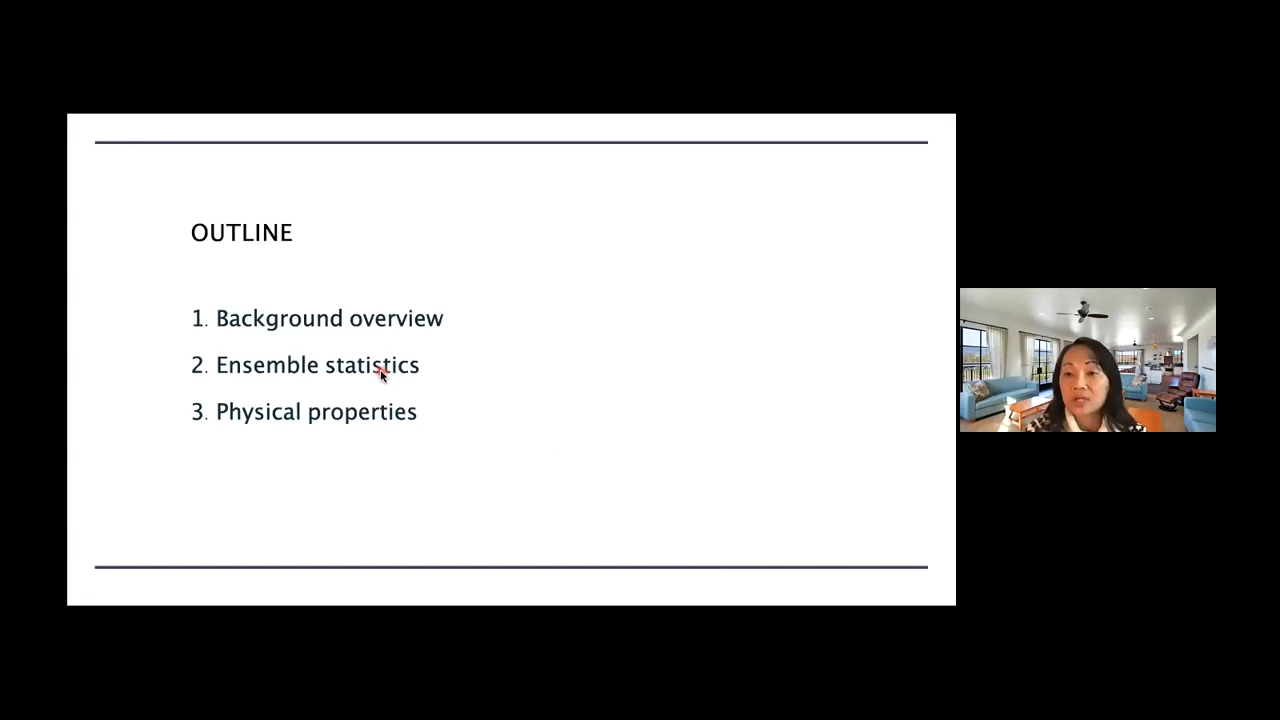 OUTLINE
1. Background overview
2. Ensemble statistics
3. Physical properties